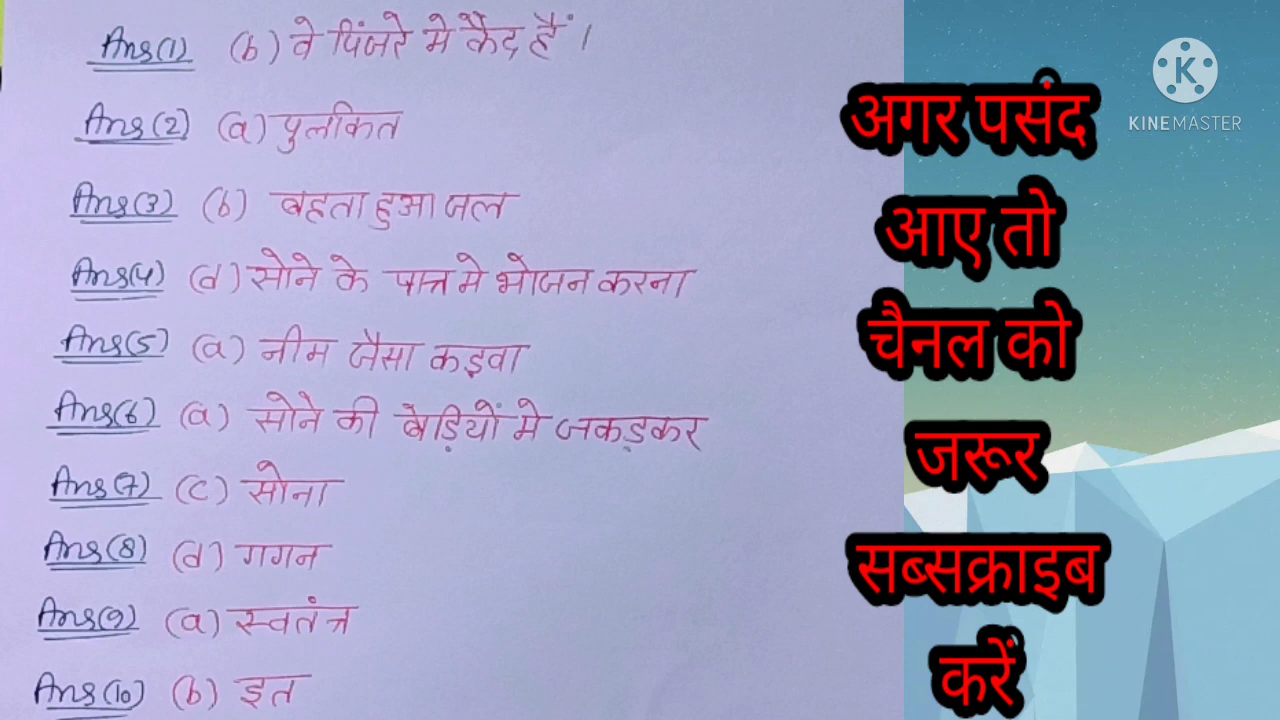 Ans(1) (b) वे पिंजरे मे कैद हैं।
Ans(2) (a) पुलकित
Ans(3) (b) बहता हुआ जल
Ans(4) (d) सोने के पात्र मे भोजन करना
Ans(5) (a) नीम जैसा कड़वा
Ans(6) (a) सोने की बेड़ियों मे जकड़कर
Ans(7) (c) सोना
Ans(8) (d) गगन
Ans(9) (a) स्वतंत्र
Ans(10) (b) इत
अगर पसंद
आए तो
चैनल को
जरूर
सब्सक्राइब
करें
K
KINEMASTER